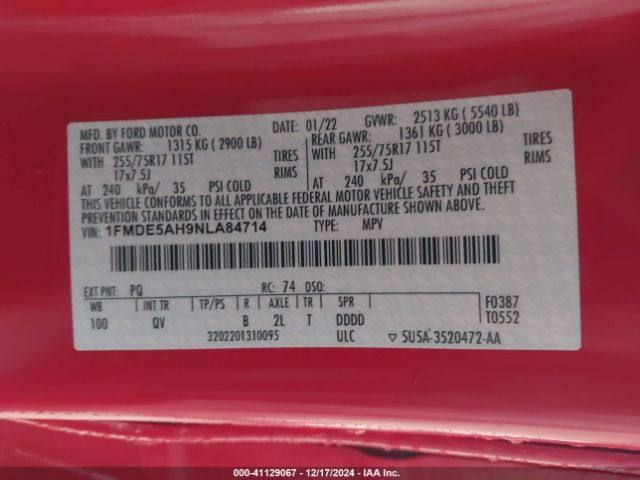 MFD. BY FORD MOTOR CO. DATE: 01/22 GVWR: 2513 KG ( 5540 LB)
FRONT GAWR: 1315 KG ( 2900 LB) REAR GAWR: 1361 KG ( 3000 LB)
WITH 255/75R17 115T TIRES WITH 255/75R17 115T TIRES
17x7.5J RIMS 17x7.5J RIMS
AT 240 kPa/ 35 PSI COLD AT 240 kPa/ 35 PSI COLD
THIS VEHICLE CONFORMS TO ALL APPLICABLE FEDERAL MOTOR VEHICLE SAFETY AND THEFT
PREVENTION STANDARDS IN EFFECT ON THE DATE OF MANUFACTURE SHOWN ABOVE.
VIN: 1FMDE5AH9NLA84714 TYPE: MPV
EXT PNT: PQ RC: 74 DSO:
WB INT TR TP/PS R AXLE TR SPR F0387
100 QV B 2L T DDDD T0552
3202201310095 ULC 5U5A-3520472-AA
000-41129067 - 12/17/2024 - IAA Inc.